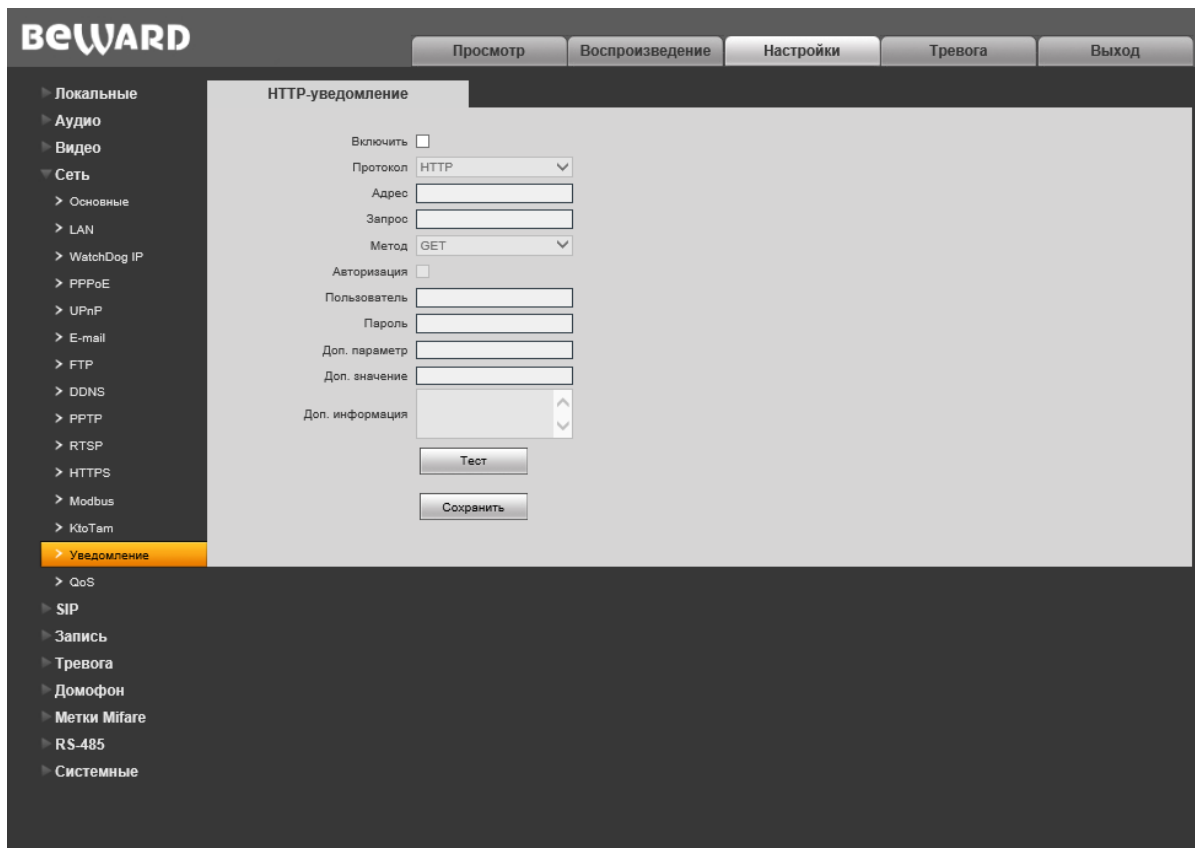 BEWARD
Просмотр
Воспроизведение
Настройки
Тревога
Выход
Локальные
Аудио
Видео
Сеть
Основные
LAN
WatchDog IP
PPPoE
UPnP
E-mail
FTP
DDNS
PPTP
RTSP
HTTPS
Modbus
KtoTam
Уведомление
QoS
SIP
Запись
Тревога
Домофон
Метки Mifare
RS-485
Системные
HTTP-уведомление
Включить
Протокол HTTP
Адрес
Запрос
Метод GET
Авторизация
Пользователь
Пароль
Доп. параметр
Доп. значение
Доп. информация
Тест
Сохранить